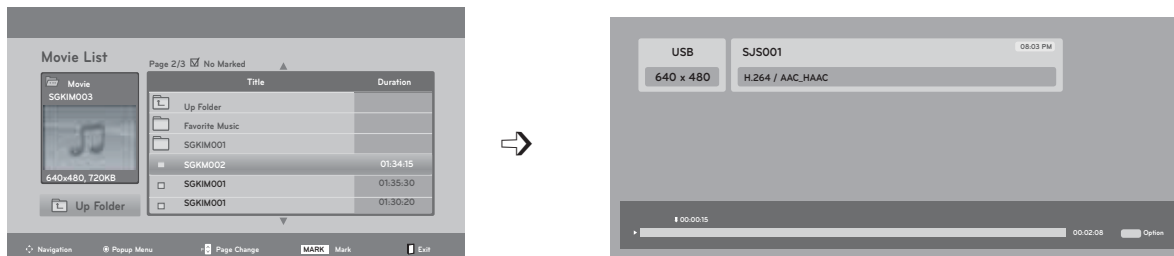 Movie List
Page 2/3 No Marked
Movie
SGKIM003
640x480, 720KB
Up Folder
Title Duration
Up Folder
Favorite Music
SGKIM001
SGKM002 01:34:15
SGKIM001 01:35:30
SGKIM001 01:30:20
Navigation Popup Menu Page Change MARK Mark Exit
USB
640 x 480
SJS001 08:03 PM
H.264 / AAC_HAAC
00:00:15
00:02:08 Option